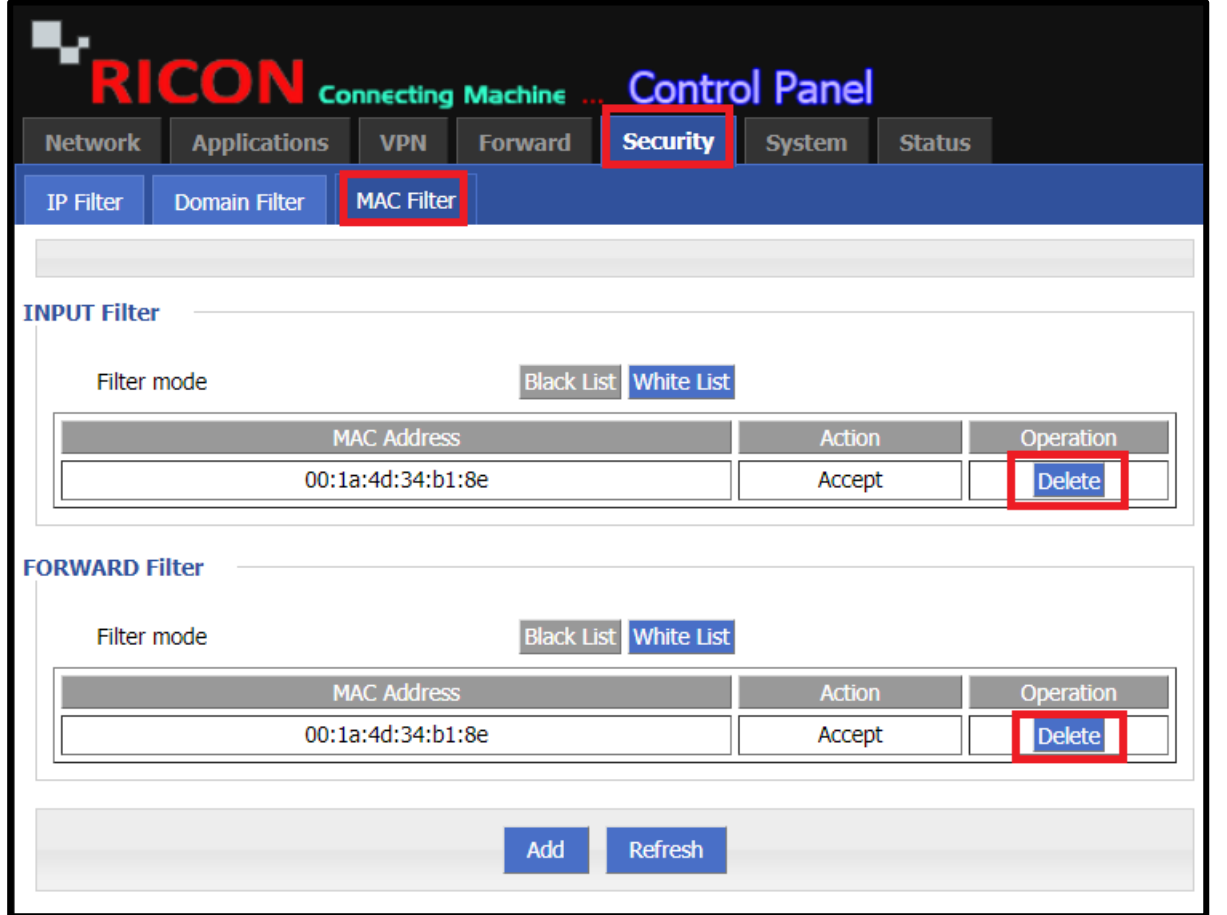 RICON Connecting Machine ... Control Panel
Network Applications VPN Forward Security System Status
IP Filter Domain Filter MAC Filter
INPUT Filter
Filter mode Black List White List
MAC Address Action Operation
00:1a:4d:34:b1:8e Accept Delete
FORWARD Filter
Filter mode Black List White List
MAC Address Action Operation
00:1a:4d:34:b1:8e Accept Delete
Add Refresh